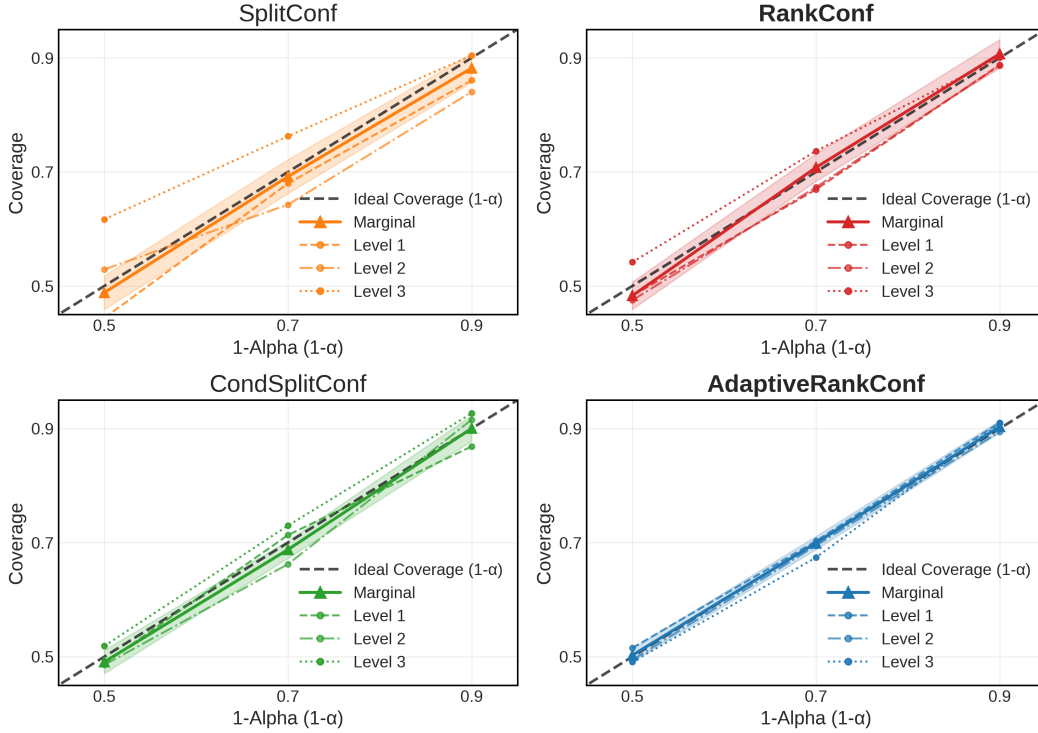 SplitConf
0.9
0.7
0.5
Coverage
Ideal Coverage (1-α)
Marginal
Level 1
Level 2
Level 3
0.5 0.7 0.9
1-Alpha (1-α)
RankConf
0.9
0.7
0.5
Coverage
Ideal Coverage (1-α)
Marginal
Level 1
Level 2
Level 3
0.5 0.7 0.9
1-Alpha (1-α)
CondSplitConf
0.9
0.7
0.5
Coverage
Ideal Coverage (1-α)
Marginal
Level 1
Level 2
Level 3
0.5 0.7 0.9
1-Alpha (1-α)
AdaptiveRankConf
0.9
0.7
0.5
Coverage
Ideal Coverage (1-α)
Marginal
Level 1
Level 2
Level 3
0.5 0.7 0.9
1-Alpha (1-α)